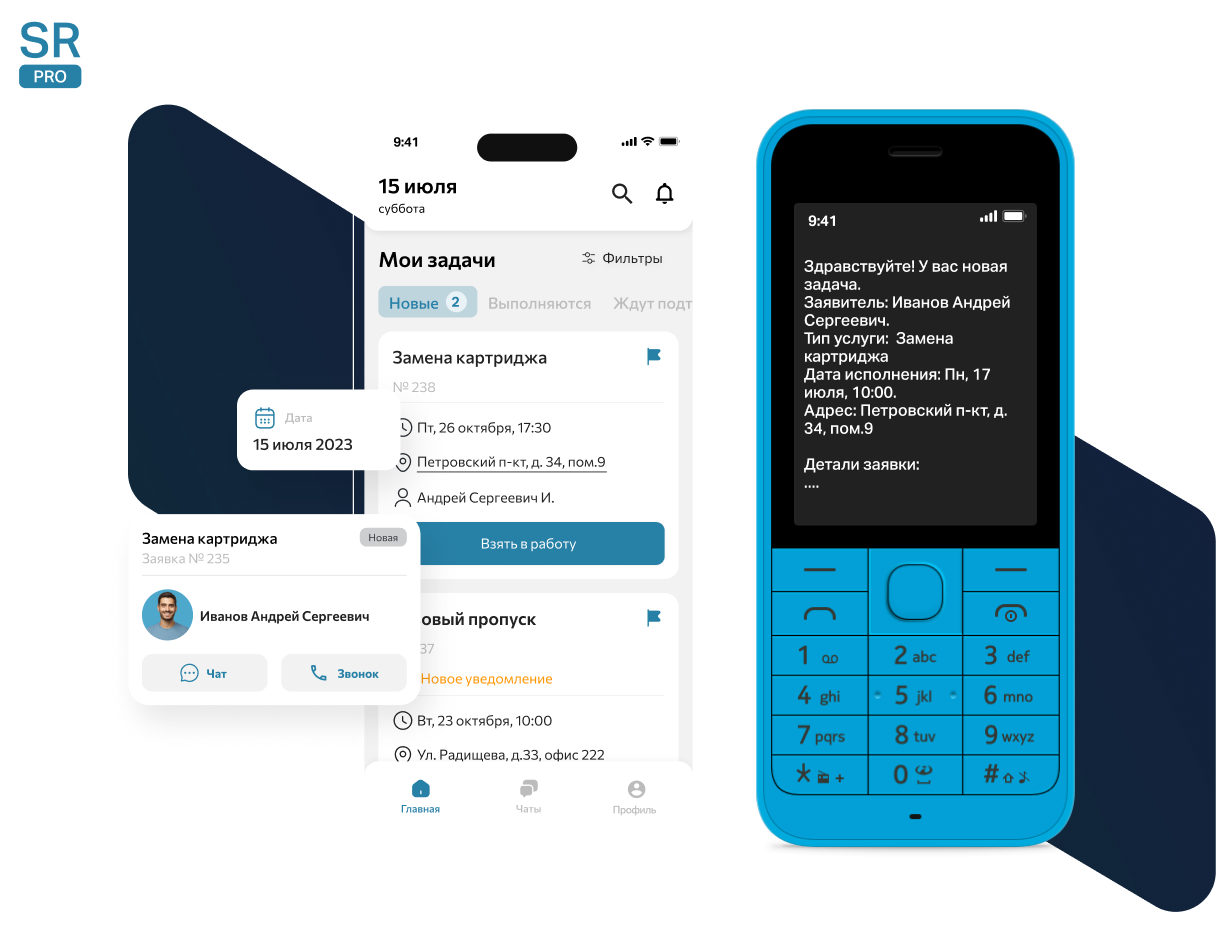 SR
PRO
9:41
15 июля
суббота
Мои задачи
Фильтры
Новые 2
Выполняются
Ждут подт
Замена картриджа
№ 238
Пт, 26 октября, 17:30
Петровский п-кт, д. 34, пом.9
Андрей Сергеевич И.
Взять в работу
овый пропуск
37
Новое уведомление
Вт, 23 октября, 10:00
Ул. Радищева, д.33, офис 222
Главная
Чаты
Профиль
Дата
15 июля 2023
Замена картриджа
Новая
Заявка № 235
Иванов Андрей Сергеевич
Чат
Звонок
9:41
Здравствуйте! У вас новая
задача.
Заявитель: Иванов Андрей
Сергеевич.
Тип услуги: Замена
картриджа
Дата исполнения: Пн, 17
июля, 10:00.
Адрес: Петровский п-кт, д.
34, пом.9
Детали заявки:
....
1
2 abc
3 def
4 ghi
5 jkl
6 mno
7 pqrs
8 tuv
9 wxyz
* +
0
#